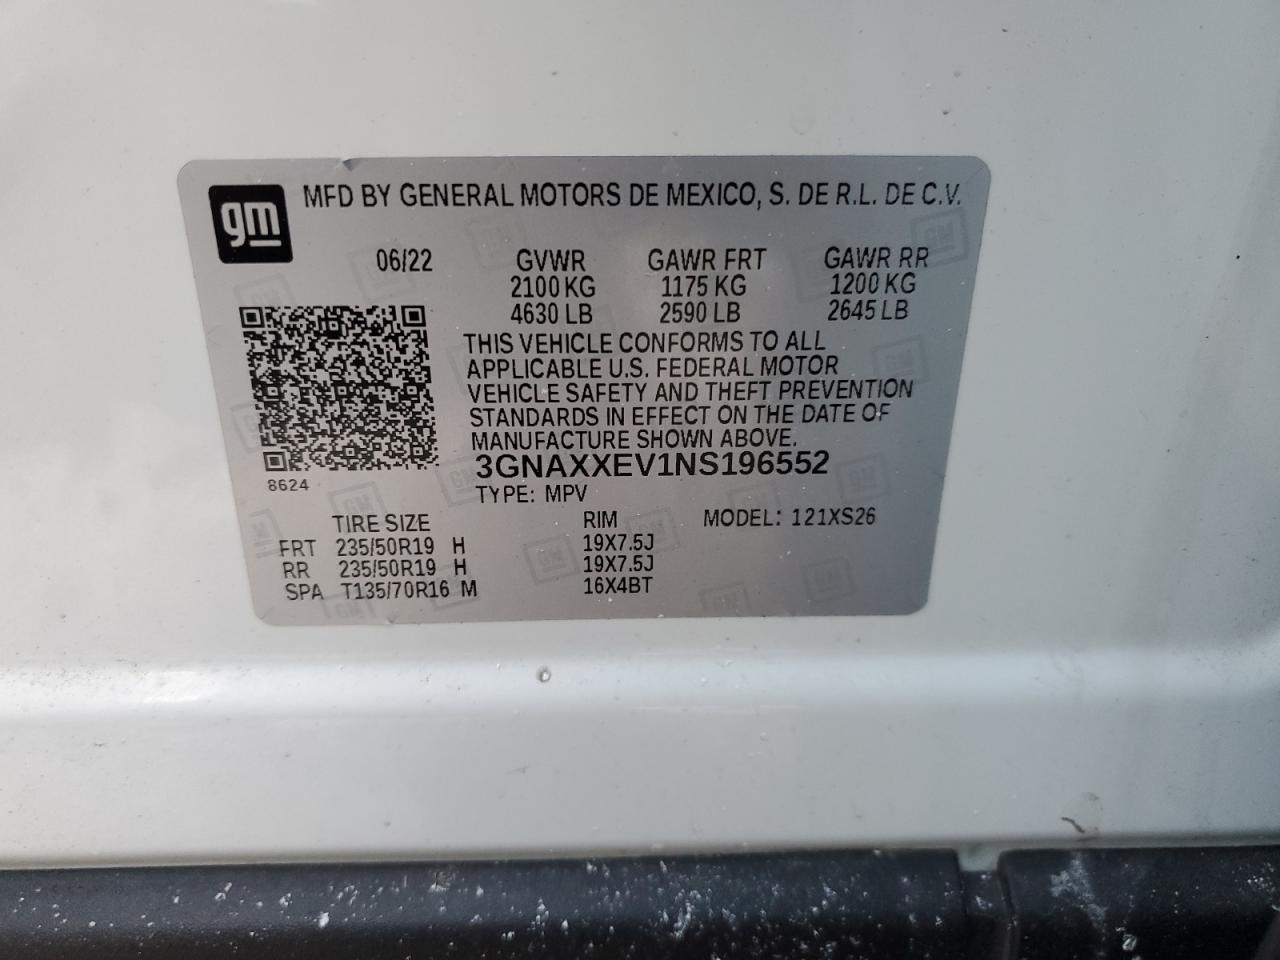 gm
MFD BY GENERAL MOTORS DE MEXICO, S. DE R.L. DE C.V.
06/22 GVWR GAWR FRT GAWR RR
2100 KG 1175 KG 1200 KG
4630 LB 2590 LB 2645 LB
THIS VEHICLE CONFORMS TO ALL
APPLICABLE U.S. FEDERAL MOTOR
VEHICLE SAFETY AND THEFT PREVENTION
STANDARDS IN EFFECT ON THE DATE OF
MANUFACTURE SHOWN ABOVE.
3GNAXXEV1NS196552
8624
TYPE: MPV
TIRE SIZE RIM MODEL: 121XS26
FRT 235/50R19 H 19X7.5J
RR 235/50R19 H 19X7.5J
SPA T135/70R16 M 16X4BT